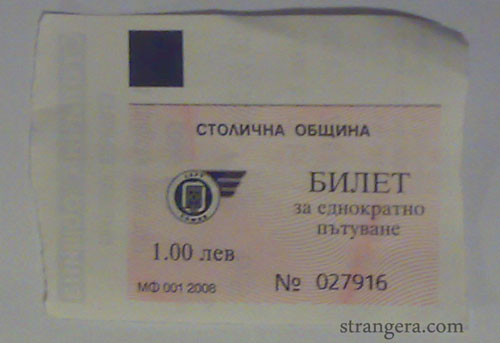 СТОЛИЧНА ОБЩИНА
БИЛЕТ
за еднократно
пътуване
1.00 лев
МФ 001 2008
№ 027916
strangera.com